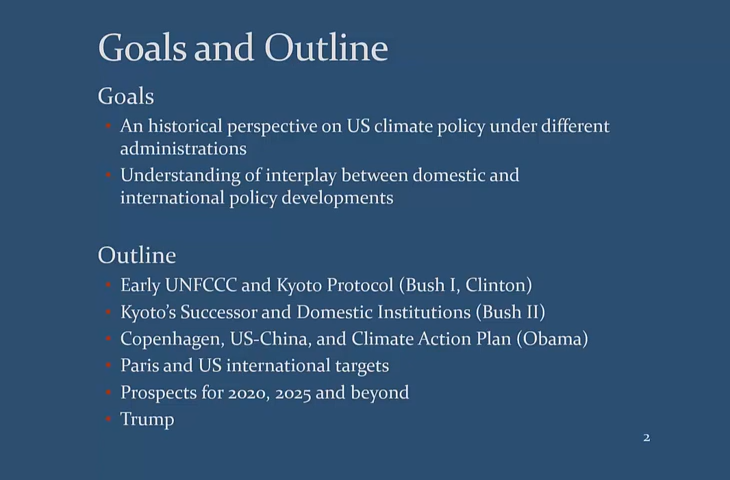 Goals and Outline
Goals
• An historical perspective on US climate policy under different
administrations
• Understanding of interplay between domestic and
international policy developments
Outline
• Early UNFCCC and Kyoto Protocol (Bush I, Clinton)
• Kyoto's Successor and Domestic Institutions (Bush II)
• Copenhagen, US-China, and Climate Action Plan (Obama)
• Paris and US international targets
• Prospects for 2020, 2025 and beyond
• Trump
2